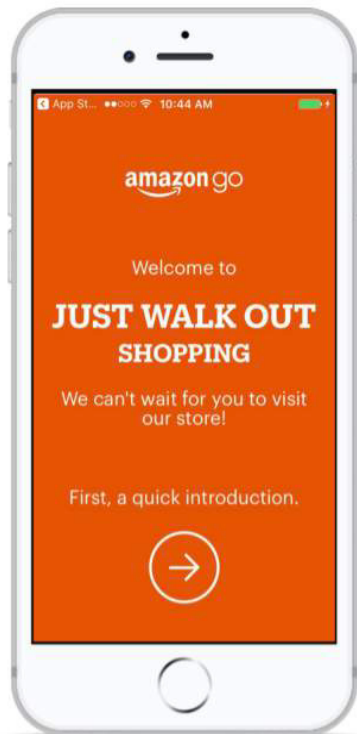 App St... 10:44 AM
amazon go
Welcome to
JUST WALK OUT
SHOPPING
We can't wait for you to visit
our store!
First, a quick introduction.